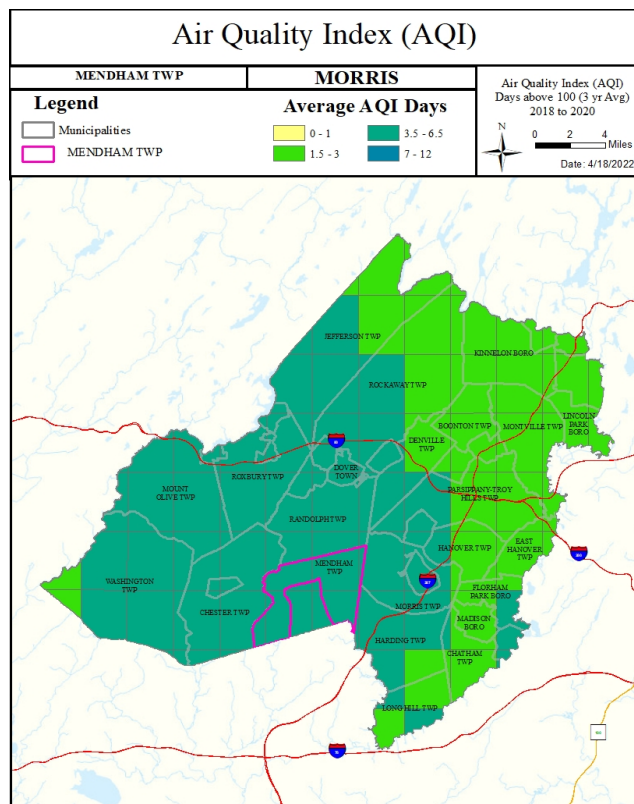 Air Quality Index (AQI)
MENDHAM TWP
MORRIS
Legend
Municipalities
MENDHAM TWP
Average AQI Days
0 - 1
3.5 - 6.5
1.5 - 3
7 - 12
Air Quality Index (AQI)
Days above 100 (3 yr Avg)
2018 to 2020
N
0 2 4
Miles
Date: 4/18/2022
JEFFERSON TWP
KINNELON BORO
ROCKAWAY TWP
LINCOLN
PARK
BORO
BOONTON TWP
MONTVILLE TWP
DENVILLE
TWP
80
DOVER
TOWN
ROXBURY TWP
MOUNT
OLIVE TWP
PARSIPPANY-TROY
HILLS TWP
RANDOLPH TWP
HANOVER TWP
EAST
HANOVER
TWP
MENDHAM
TWP
WASHINGTON
TWP
287
FLORHAM
PARK BORO
CHESTER TWP
MORRIS TWP
MADISON
BORO
HARDING TWP
CHATHAM
TWP
LONG HILL TWP